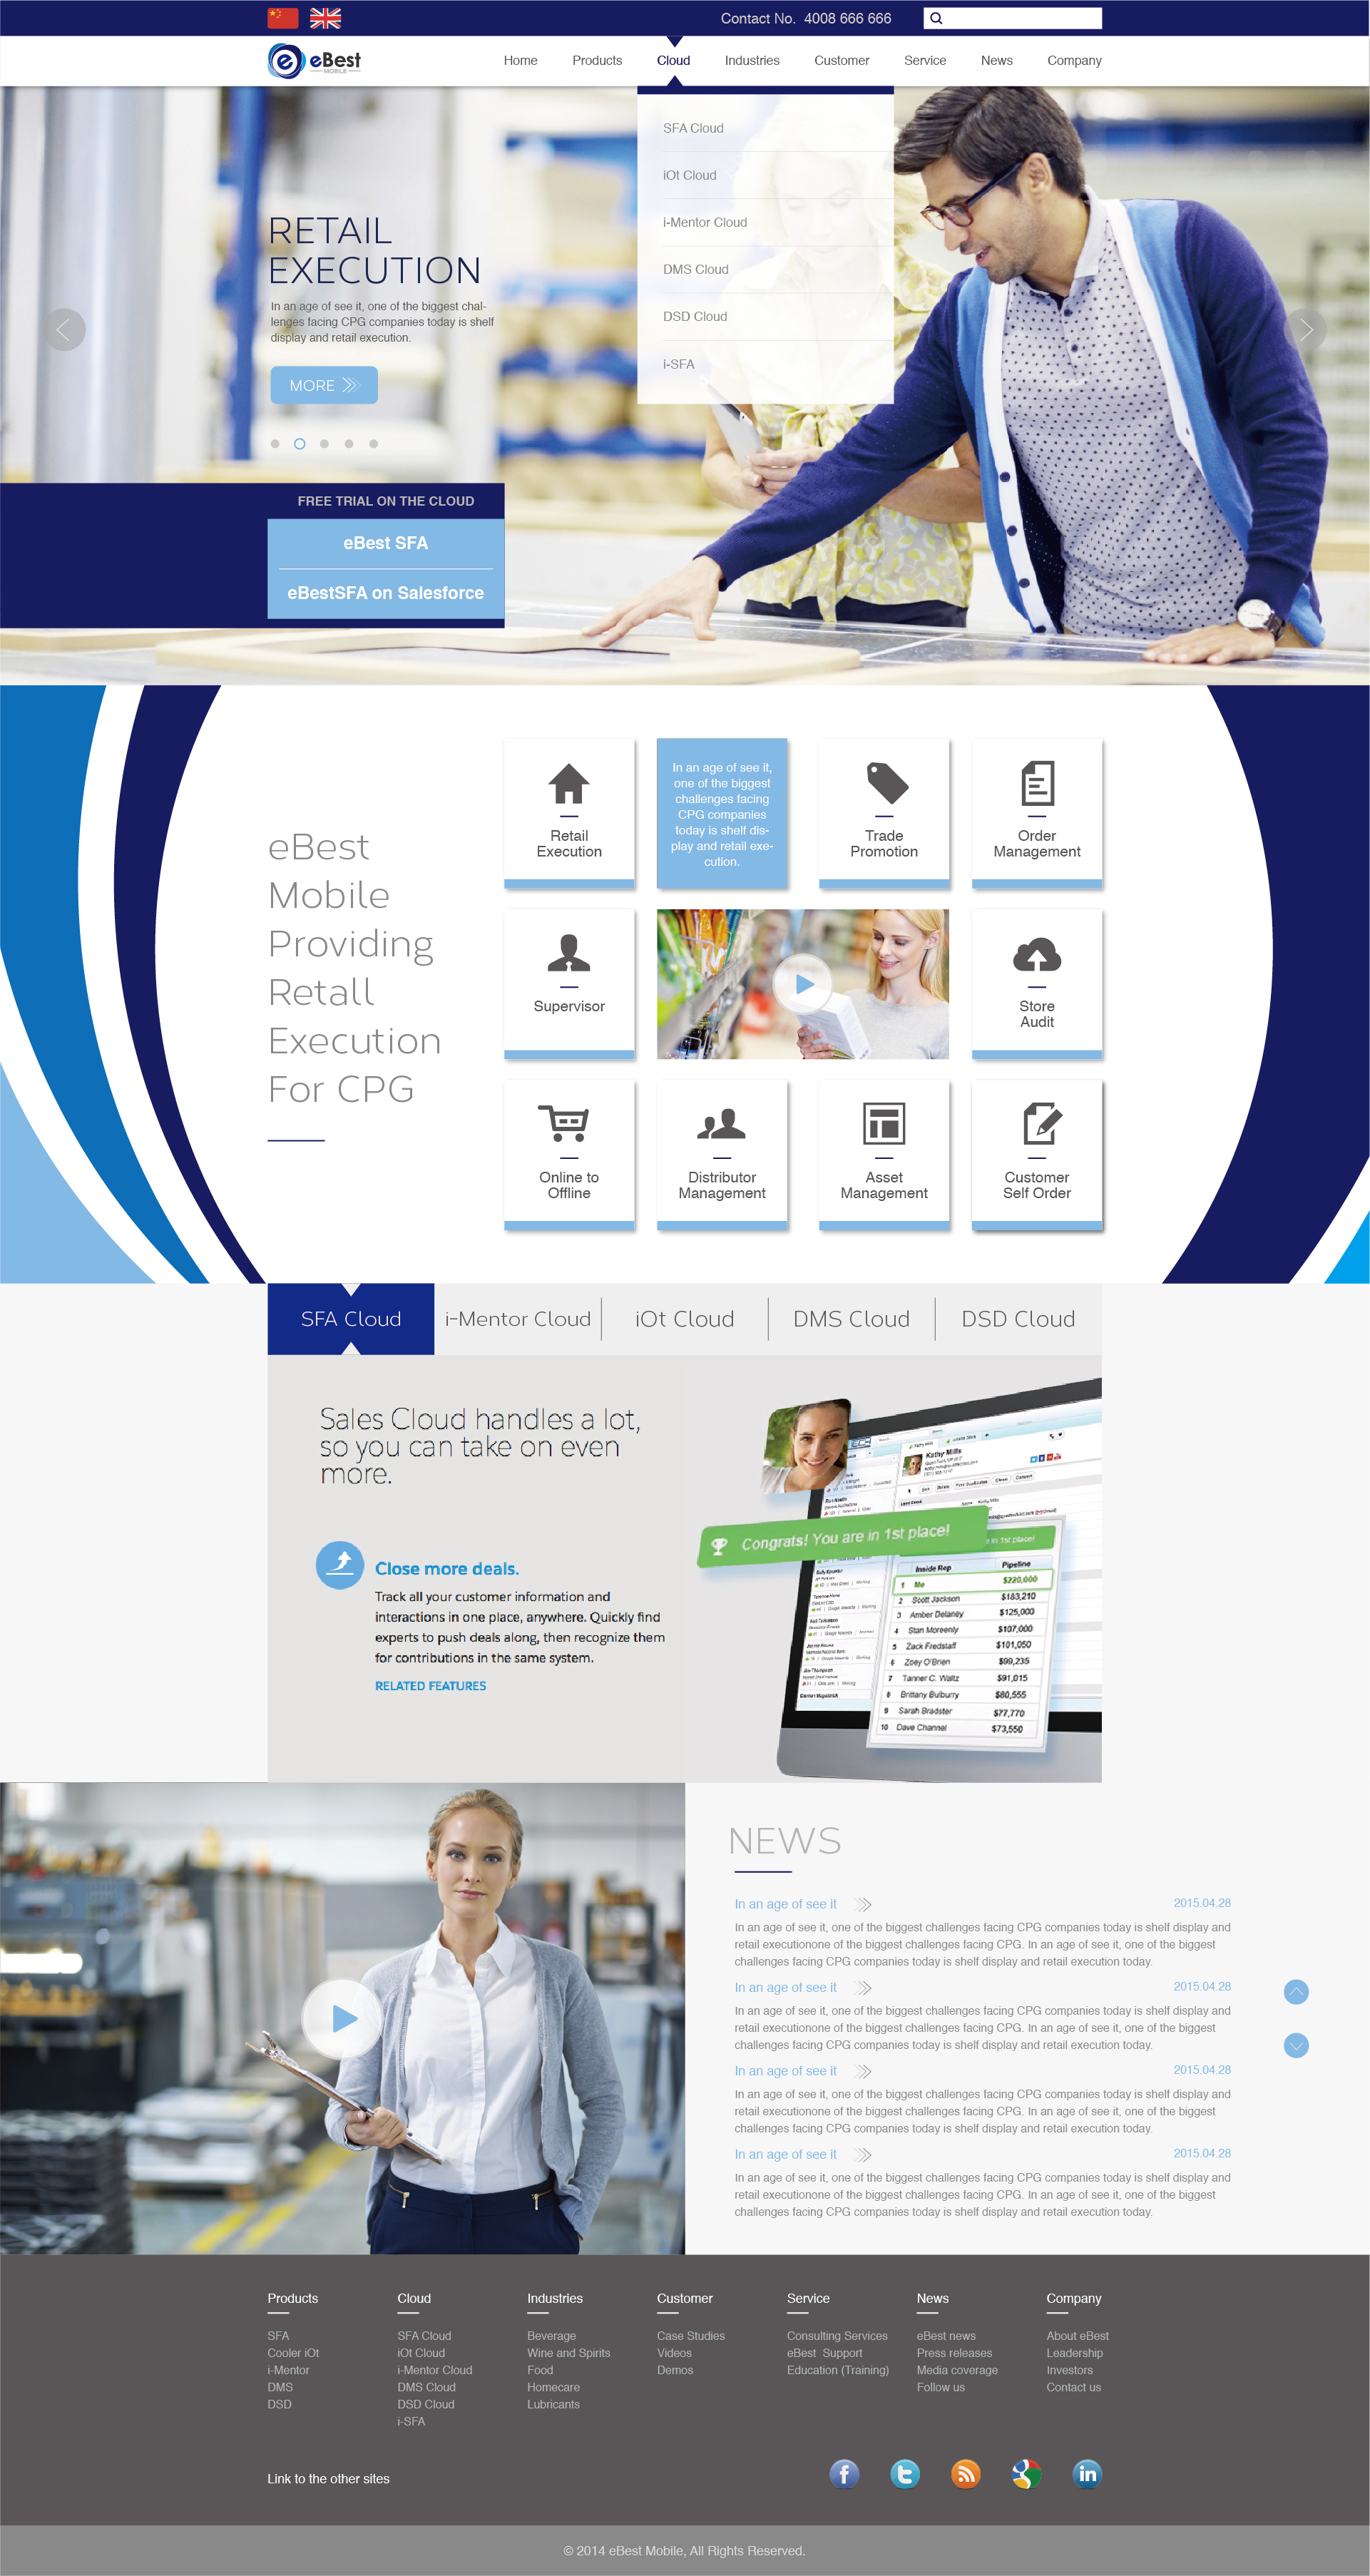 Contact No. 4008 666 666
eBest
MOBILE
Home Products Cloud Industries Customer Service News Company
SFA Cloud
iOt Cloud
i-Mentor Cloud
DMS Cloud
DSD Cloud
i-SFA
RETAIL
EXECUTION
In an age of see it, one of the biggest chal-
lenges facing CPG companies today is shelf
display and retail execution.
MORE
FREE TRIAL ON THE CLOUD
eBest SFA
eBestSFA on Salesforce
eBest
Mobile
Providing
Retall
Execution
For CPG
Retail
Execution
In an age of see it,
one of the biggest
challenges facing
CPG companies
today is shelf dis-
play and retail exe-
cution.
Trade
Promotion
Order
Management
Supervisor
Store
Audit
Online to
Offline
Distributor
Management
Asset
Management
Customer
Self Order
SFA Cloud i-Mentor Cloud iOt Cloud DMS Cloud DSD Cloud
Sales Cloud handles a lot,
so you can take on even
more.
Close more deals.
Track all your customer information and
interactions in one place, anywhere. Quickly find
experts to push deals along, then recognize them
for contributions in the same system.
RELATED FEATURES
Kathy Mills
Congrats! You are in 1st place!
in 1st place!
Inside Rep Pipeline
1 Me $220,000
2 Scott Jackson $183,210
3 Amber Delaney $125,000
4 Stan Moreenly $107,000
5 Zack Fredstaff $101,050
6 Zoey O'Brien $99,235
7 Tanner C. Waltz $91,015
8 Brittany Bulburry $80,555
9 Sarah Bradster $77,770
10 Dave Channel $73,550
NEWS
In an age of see it 2015.04.28
In an age of see it, one of the biggest challenges facing CPG companies today is shelf display and
retail executionone of the biggest challenges facing CPG. In an age of see it, one of the biggest
challenges facing CPG companies today is shelf display and retail execution today.
In an age of see it 2015.04.28
In an age of see it, one of the biggest challenges facing CPG companies today is shelf display and
retail executionone of the biggest challenges facing CPG. In an age of see it, one of the biggest
challenges facing CPG companies today is shelf display and retail execution today.
In an age of see it 2015.04.28
In an age of see it, one of the biggest challenges facing CPG companies today is shelf display and
retail executionone of the biggest challenges facing CPG. In an age of see it, one of the biggest
challenges facing CPG companies today is shelf display and retail execution today.
In an age of see it 2015.04.28
In an age of see it, one of the biggest challenges facing CPG companies today is shelf display and
retail executionone of the biggest challenges facing CPG. In an age of see it, one of the biggest
challenges facing CPG companies today is shelf display and retail execution today.
Products Cloud Industries Customer Service News Company
SFA SFA Cloud Beverage Case Studies Consulting Services eBest news About eBest
Cooler iOt iOt Cloud Wine and Spirits Videos eBest Support Press releases Leadership
i-Mentor i-Mentor Cloud Food Demos Education (Training) Media coverage Investors
DMS DMS Cloud Homecare Follow us Contact us
DSD DSD Cloud Lubricants
i-SFA
Link to the other sites
© 2014 eBest Mobile, All Rights Reserved.